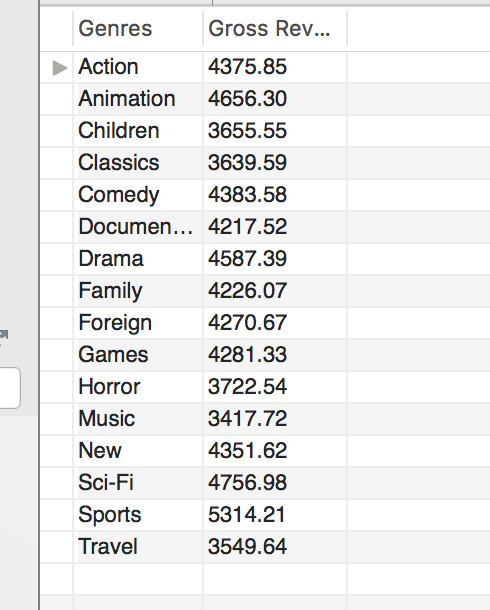 Genres Gross Rev...
Action 4375.85
Animation 4656.30
Children 3655.55
Classics 3639.59
Comedy 4383.58
Documen... 4217.52
Drama 4587.39
Family 4226.07
Foreign 4270.67
Games 4281.33
Horror 3722.54
Music 3417.72
New 4351.62
Sci-Fi 4756.98
Sports 5314.21
Travel 3549.64